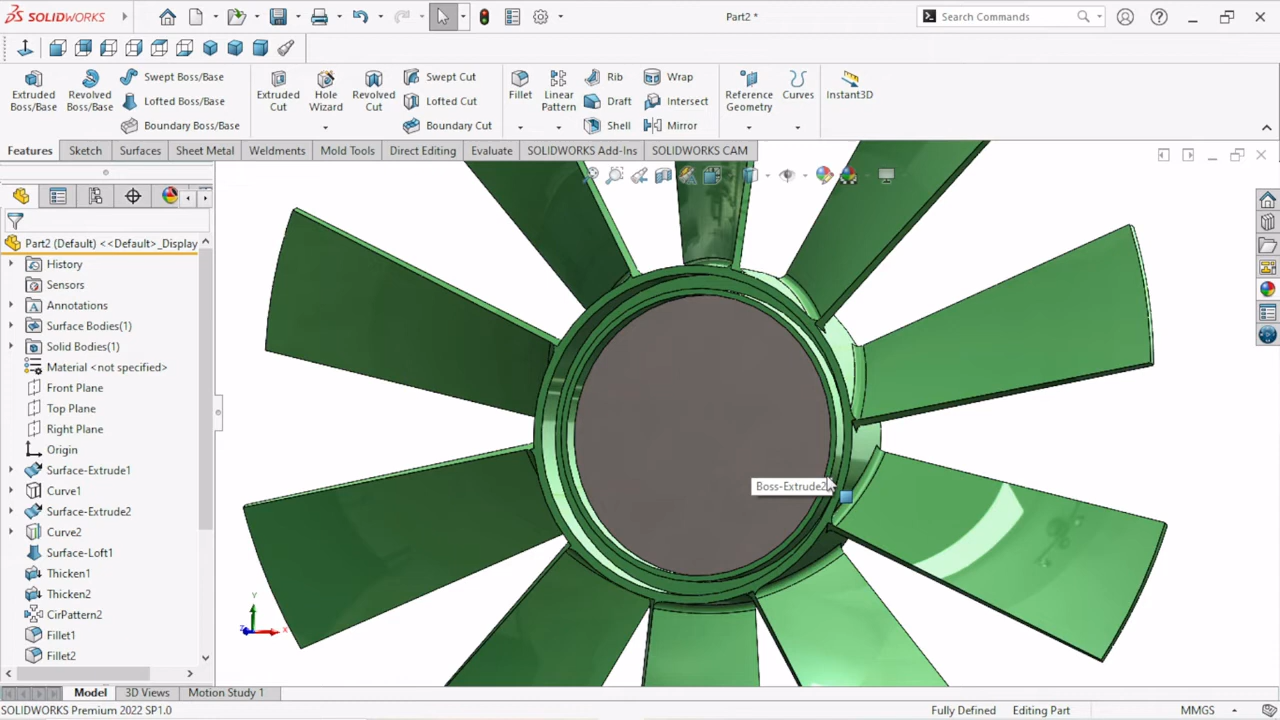 SOLIDWORKS
Part2 *
Search Commands
Extruded Boss/Base
Revolved Boss/Base
Swept Boss/Base
Lofted Boss/Base
Boundary Boss/Base
Extruded Cut
Hole Wizard
Revolved Cut
Swept Cut
Lofted Cut
Boundary Cut
Fillet
Linear Pattern
Rib
Draft
Shell
Wrap
Intersect
Mirror
Reference Geometry
Curves
Instant3D
Features Sketch Surfaces Sheet Metal Weldments Mold Tools Direct Editing Evaluate SOLIDWORKS Add-Ins SOLIDWORKS CAM
Part2 (Default) <<Default>_Display
History
Sensors
Annotations
Surface Bodies(1)
Solid Bodies(1)
Material <not specified>
Front Plane
Top Plane
Right Plane
Origin
Surface-Extrude1
Curve1
Surface-Extrude2
Curve2
Surface-Loft1
Thicken1
Thicken2
CirPattern2
Fillet1
Fillet2
Boss-Extrude2
Y
X
Z
Model 3D Views Motion Study 1
SOLIDWORKS Premium 2022 SP1.0
Fully Defined Editing Part MMGS